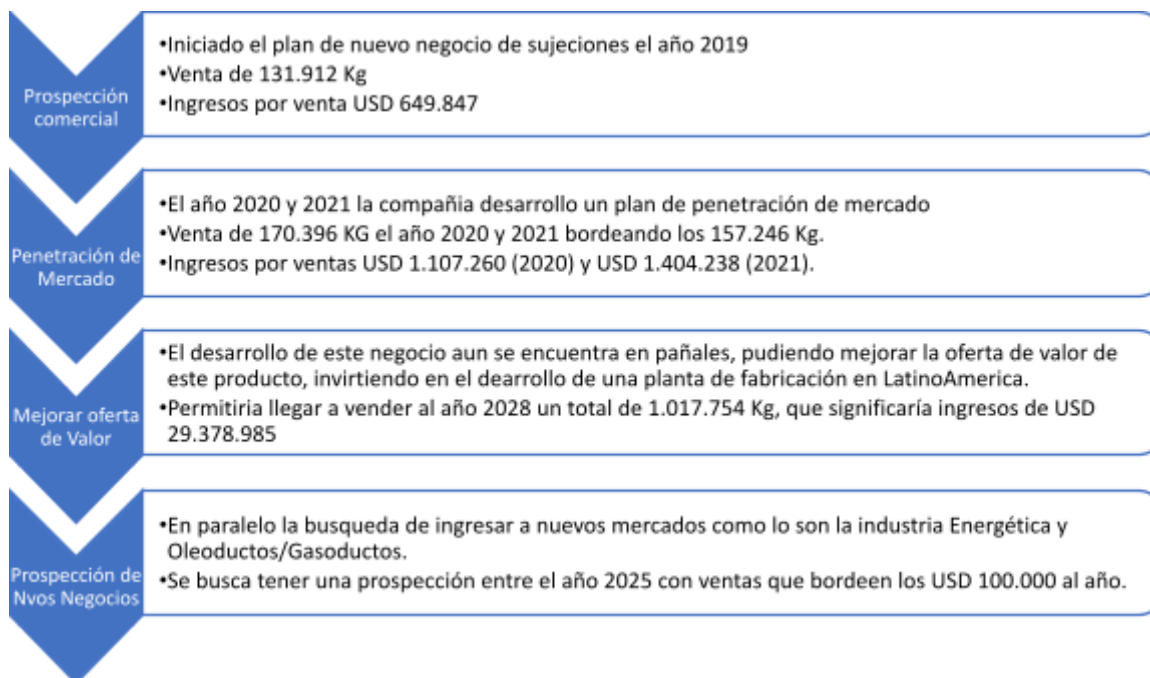 Prospección
comercial
•Iniciado el plan de nuevo negocio de sujeciones el año 2019
•Venta de 131.912 Kg
•Ingresos por venta USD 649.847
Penetración de
Mercado
•El año 2020 y 2021 la compañia desarrollo un plan de penetración de mercado
•Venta de 170.396 KG el año 2020 y 2021 bordeando los 157.246 Kg.
•Ingresos por ventas USD 1.107.260 (2020) y USD 1.404.238 (2021).
Mejorar oferta
de Valor
•El desarrollo de este negocio aun se encuentra en pañales, pudiendo mejorar la oferta de valor de
este producto, invirtiendo en el dearrollo de una planta de fabricación en LatinoAmerica.
•Permitiria llegar a vender al año 2028 un total de 1.017.754 Kg, que significaría ingresos de USD
29.378.985
Prospección de
Nvos Negocios
•En paralelo la busqueda de ingresar a nuevos mercados como lo son la industria Energética y
Oleoductos/Gasoductos.
•Se busca tener una prospección entre el año 2025 con ventas que bordeen los USD 100.000 al año.